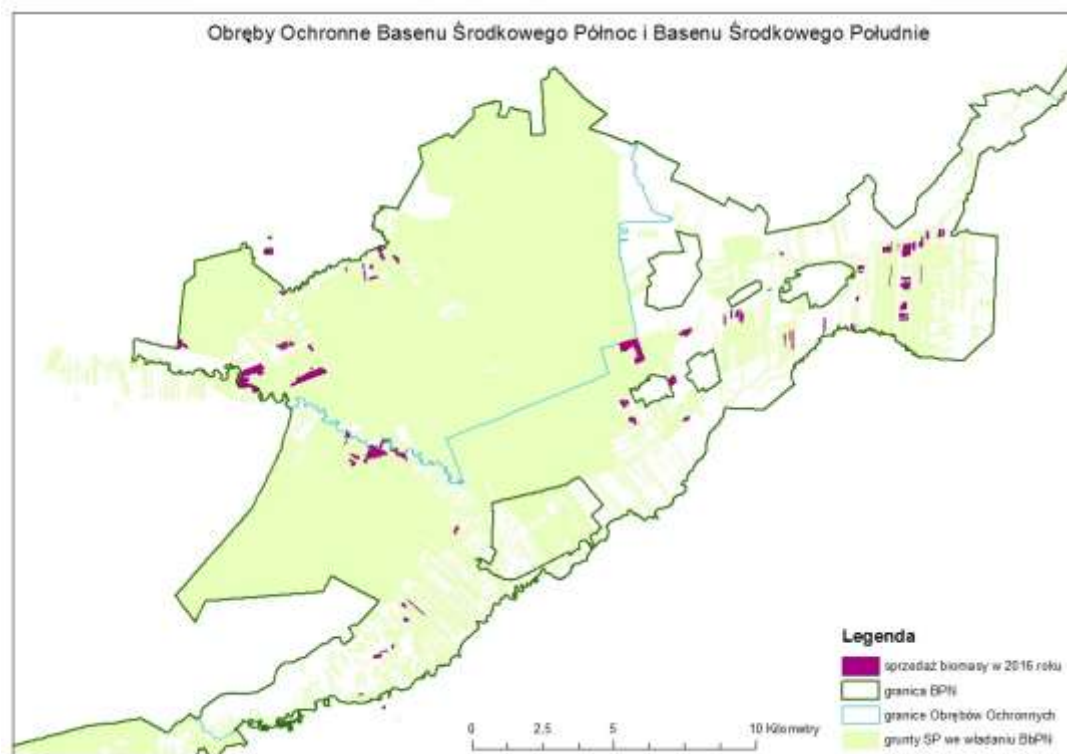 Obręby Ochronne Basenu Środkowego Północ i Basenu Środkowego Południe
Legenda
sprzedaż biomasy w 2016 roku
granica BPN
granice Obrębów Ochronnych
grunty SP we władaniu BbPN
0 2,5 5 10 Kilometry